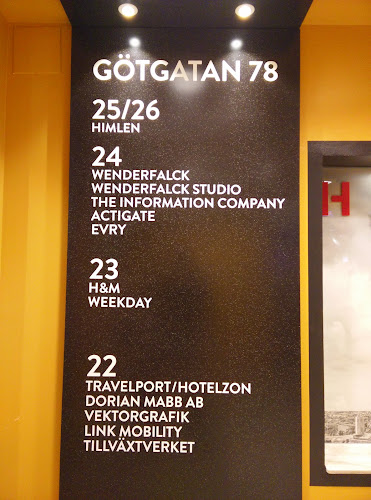 GÖTGATAN 78
25/26
HIMLEN
24
WENDERFALCK
WENDERFALCK STUDIO
THE INFORMATION COMPANY
ACTIGATE
EVRY
23
H&M
WEEKDAY
22
TRAVELPORT/HOTELZON
DORIAN MABB AB
VEKTORGRAFIK
LINK MOBILITY
TILLVÄXTVERKET
H